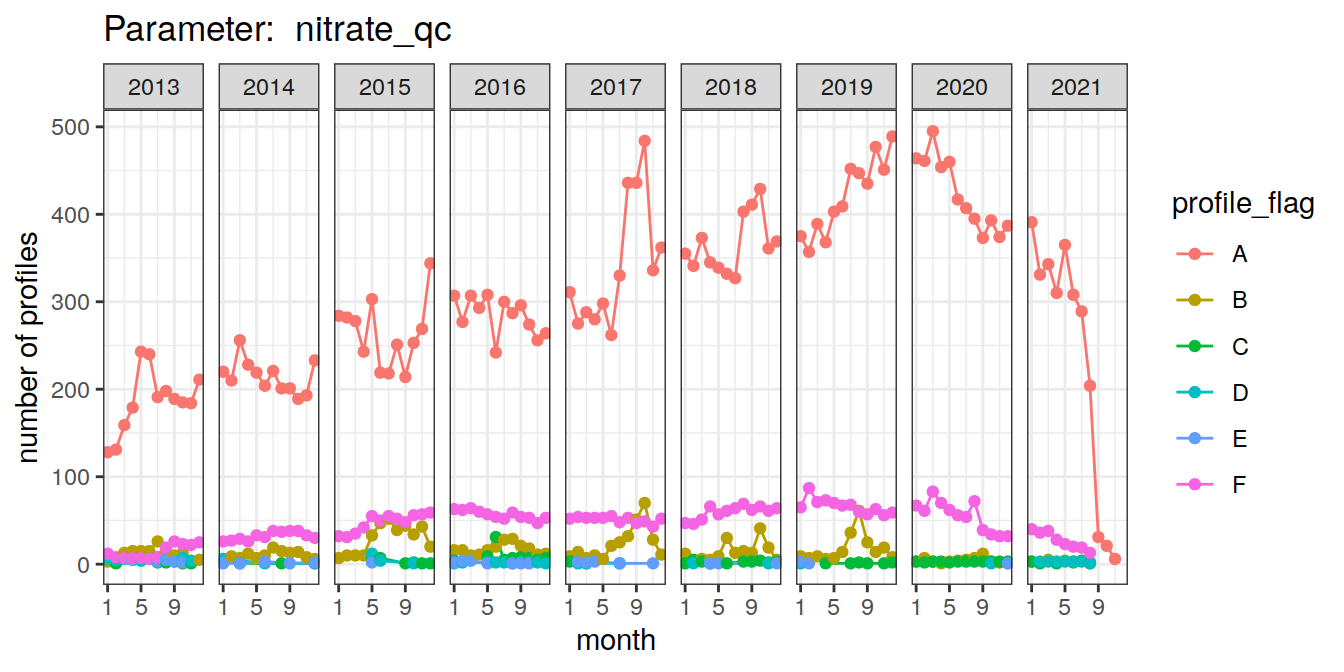 Parameter:  nitrate_qc
2013 2014 2015 2016 2017 2018 2019 2020 2021
500
400
300
200
100
0
number of profiles
1 5 9 1 5 9 1 5 9 1 5 9 1 5 9 1 5 9 1 5 9 1 5 9 1 5 9
month
profile_flag
A
B
C
D
E
F